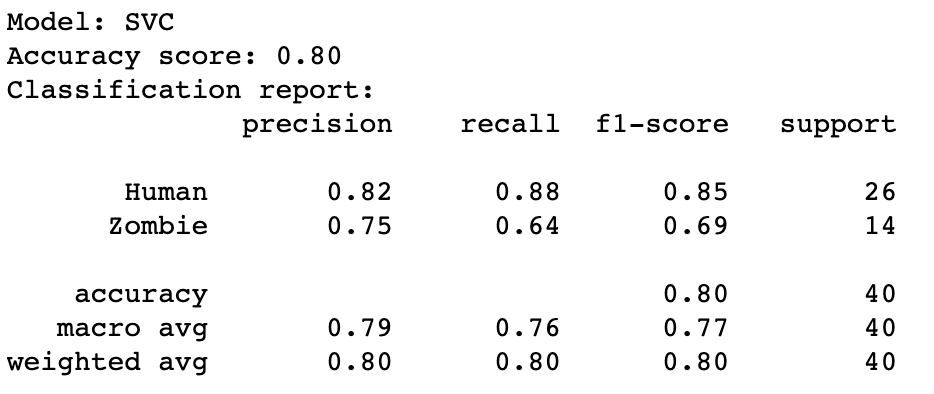 Model: SVC
Accuracy score: 0.80
Classification report:
precision recall f1-score support
Human 0.82 0.88 0.85 26
Zombie 0.75 0.64 0.69 14
accuracy 0.80 40
macro avg 0.79 0.76 0.77 40
weighted avg 0.80 0.80 0.80 40